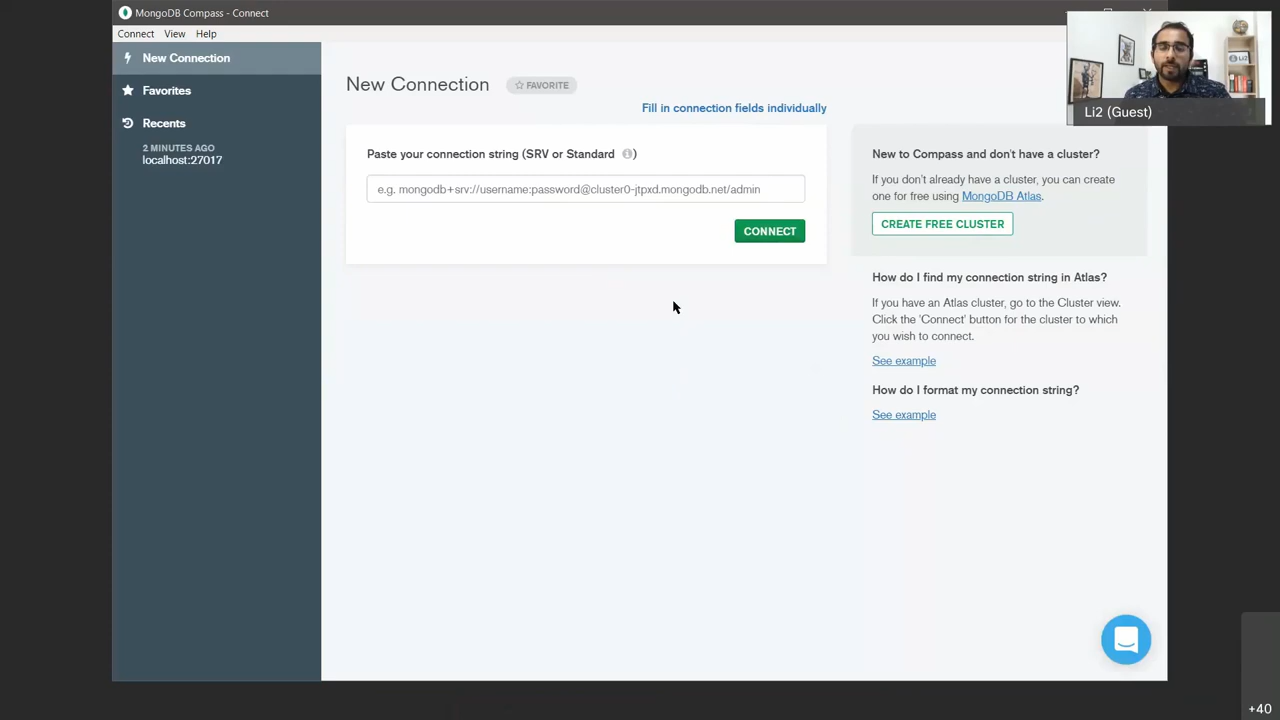 MongoDB Compass - Connect
Connect View Help
New Connection
Favorites
Recents
2 MINUTES AGO
localhost:27017
New Connection
FAVORITE
Fill in connection fields individually
Paste your connection string (SRV or Standard )
e.g. mongodb+srv://username:password@cluster0-jtpxd.mongodb.net/admin
CONNECT
New to Compass and don't have a cluster?
If you don't already have a cluster, you can create
one for free using MongoDB Atlas.
CREATE FREE CLUSTER
How do I find my connection string in Atlas?
If you have an Atlas cluster, go to the Cluster view.
Click the 'Connect' button for the cluster to which
you wish to connect.
See example
How do I format my connection string?
See example
Li2
Li2 (Guest)
+40